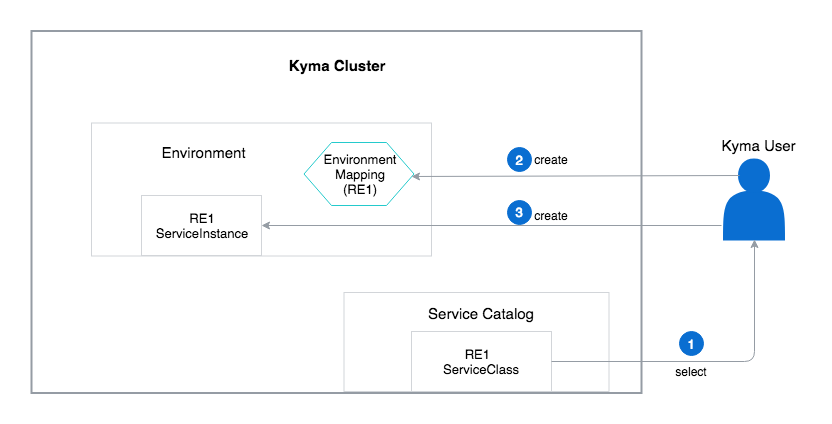 Kyma Cluster
Kyma User
Environment
Environment
Mapping
(RE1)
2 create
RE1
ServiceInstance
3 create
Service Catalog
RE1
ServiceClass
1
select